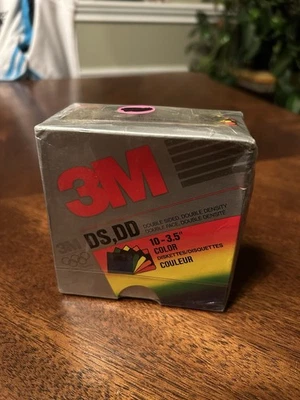 3M
DS,DD
DOUBLE SIDED, DOUBLE DENSITY
DOUBLE FACE, DOUBLE DENSITE
10-3.5"
COLOR
DISKETTES/DISQUETTES
COULEUR